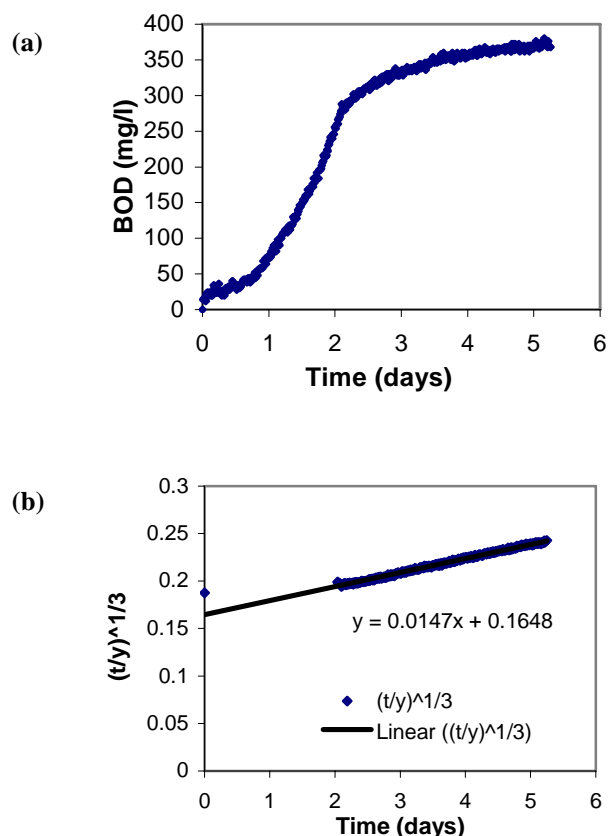 (a)
400
350
300
250
200
150
100
50
0
BOD (mg/l)
0 1 2 3 4 5 6
Time (days)
(b)
0.3
0.25
0.2
0.15
0.1
0.05
0
(t/y)^1/3
y = 0.0147x + 0.1648
(t/y)^1/3
Linear ((t/y)^1/3)
0 1 2 3 4 5 6
Time (days)